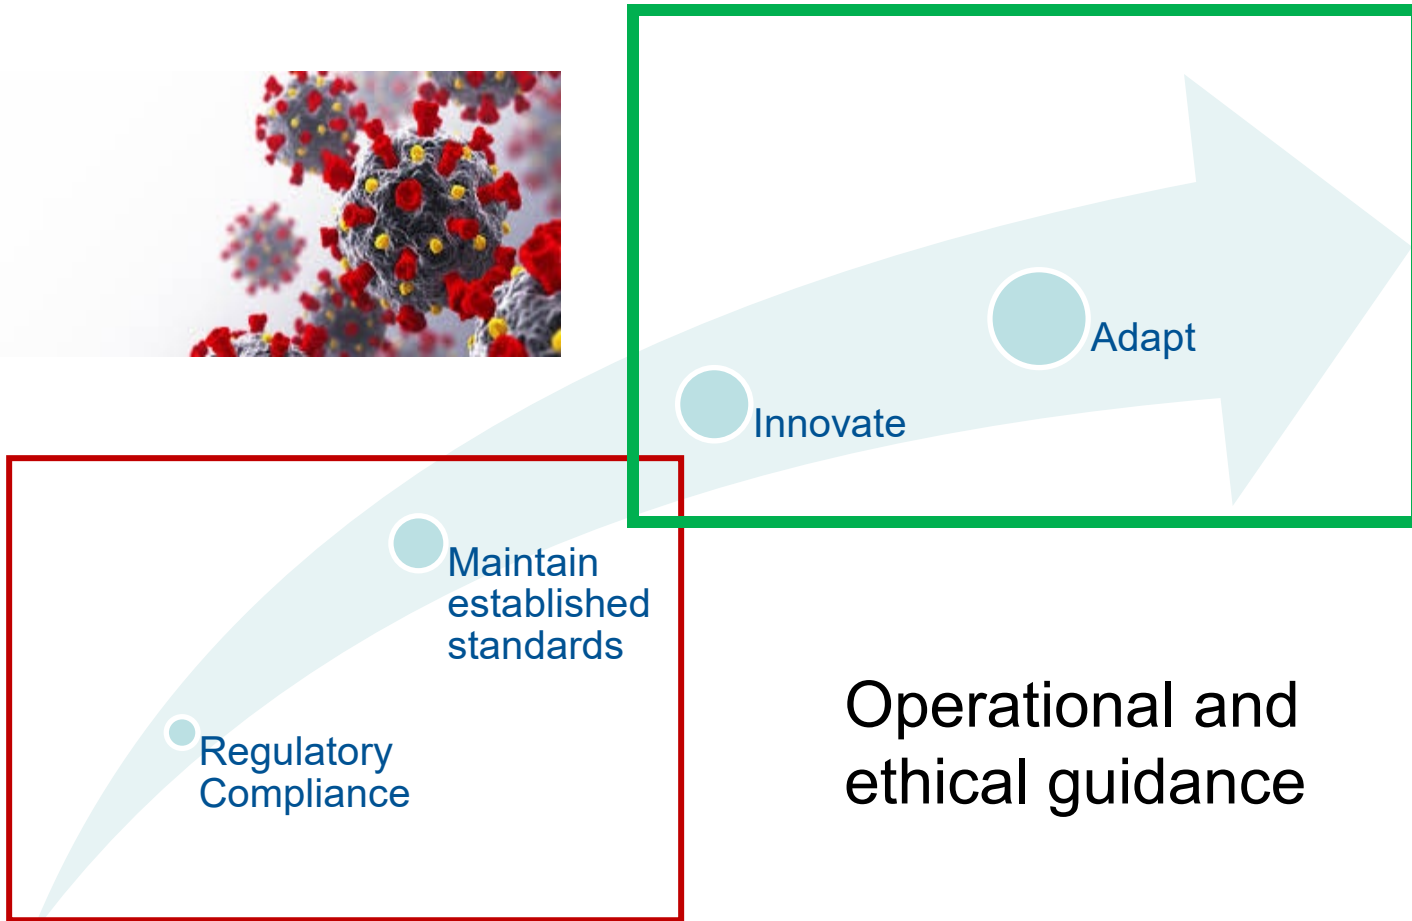 Adapt
Innovate
Maintain
established
standards
Regulatory
Compliance
Operational and
ethical guidance